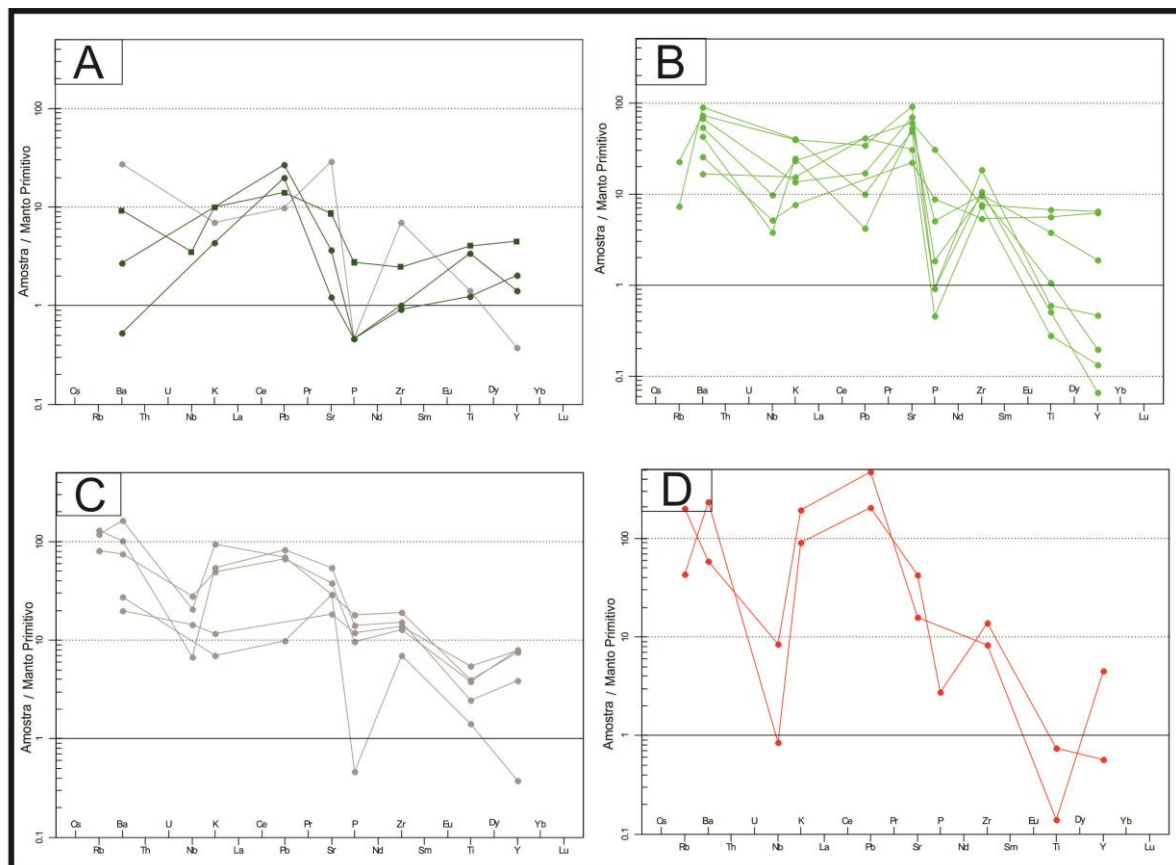 A
Amostra / Manto Primitivo
100
10
1
0.1
Cs Ba U K Ce Pr P Zr Eu Dy Yb
Rb Th Nb La Pb Sr Nd Sm Ti Y Lu
B
Amostra / Manto Primitivo
100
10
1
0.1
Cs Ba U K Ce Pr P Zr Eu Dy Yb
Rb Th Nb La Pb Sr Nd Sm Ti Y Lu
C
Amostra / Manto Primitivo
100
10
1
0.1
Cs Ba U K Ce Pr P Zr Eu Dy Yb
Rb Th Nb La Pb Sr Nd Sm Ti Y Lu
D
Amostra / Manto Primitivo
100
10
1
0.1
Cs Ba U K Ce Pr P Zr Eu Dy Yb
Rb Th Nb La Pb Sr Nd Sm Ti Y Lu